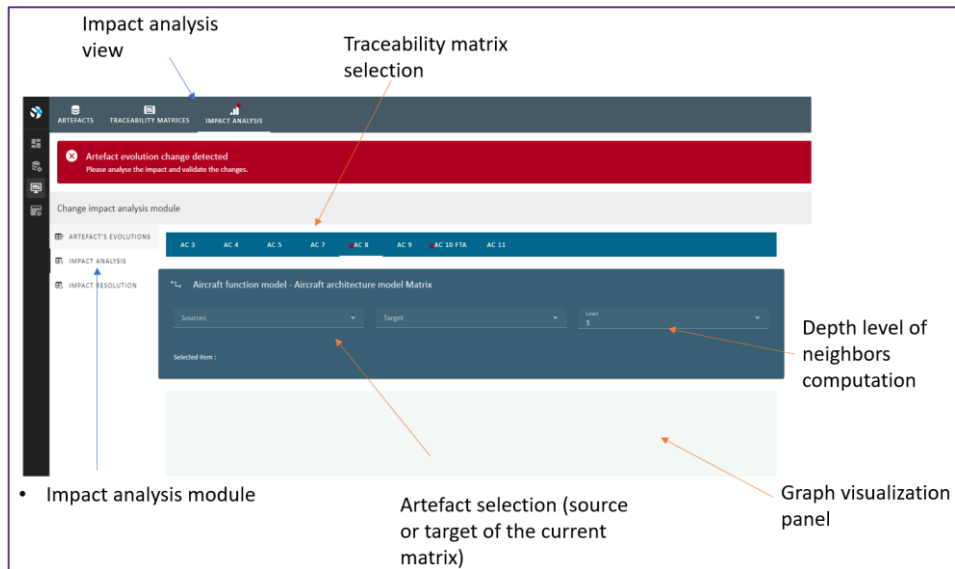 Impact analysis
view
Traceability matrix
selection
ARTEFACTS
TRACEABILITY MATRICES
IMPACT ANALYSIS
Artefact evolution change detected
Please analyse the impact and validate the changes.
Change impact analysis module
ARTEFACT'S EVOLUTIONS
IMPACT ANALYSIS
IMPACT RESOLUTION
AC 3 AC 4 AC 5 AC 7 AC 8 AC 9 AC 10 FTA AC 11
Aircraft function model - Aircraft architecture model Matrix
Sources
Target
Level
1
Selected item :
Depth level of
neighbors
computation
• Impact analysis module
Artefact selection (source
or target of the current
matrix)
Graph visualization
panel